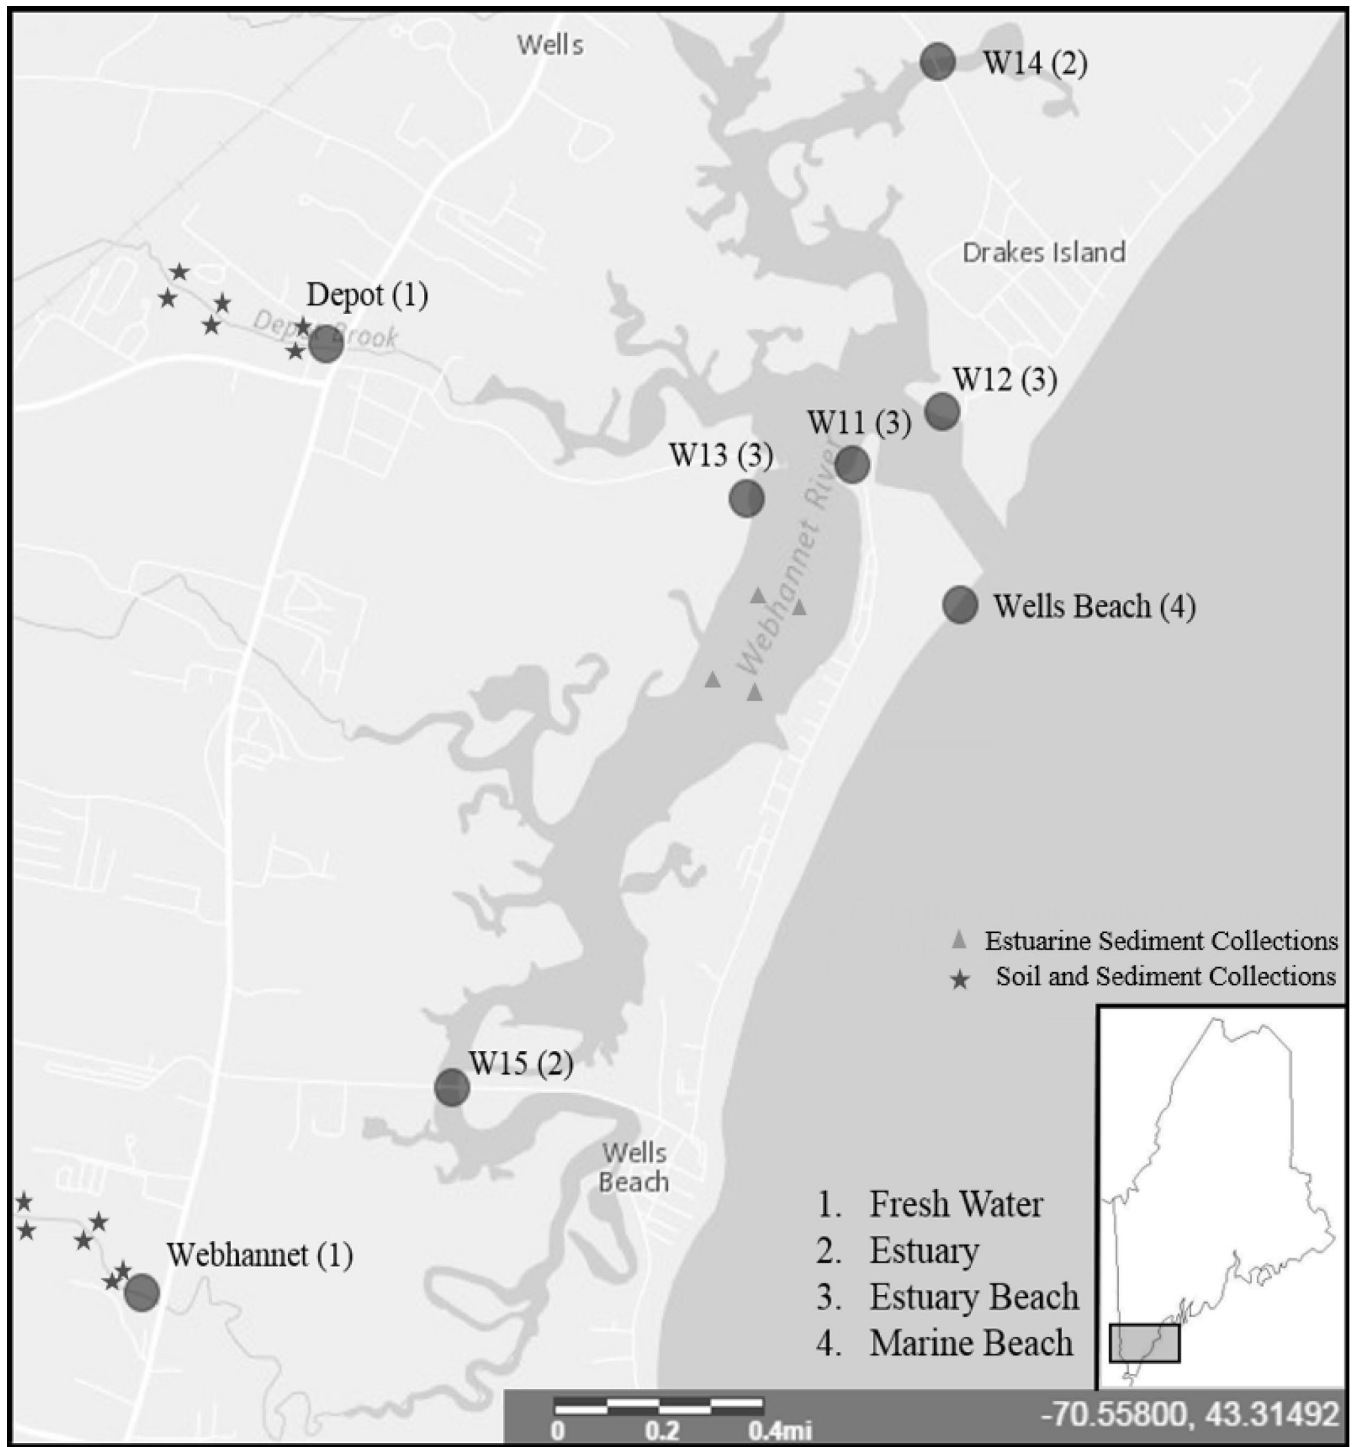 Wells
W14 (2)
Drakes Island
Depot (1)
Depot Brook
W12 (3)
W11 (3)
W13 (3)
Webhannet River
Wells Beach (4)
Estuarine Sediment Collections
Soil and Sediment Collections
W15 (2)
Wells
Beach
Webhannet (1)
1. Fresh Water
2. Estuary
3. Estuary Beach
4. Marine Beach
0 0.2 0.4mi
-70.55800, 43.31492